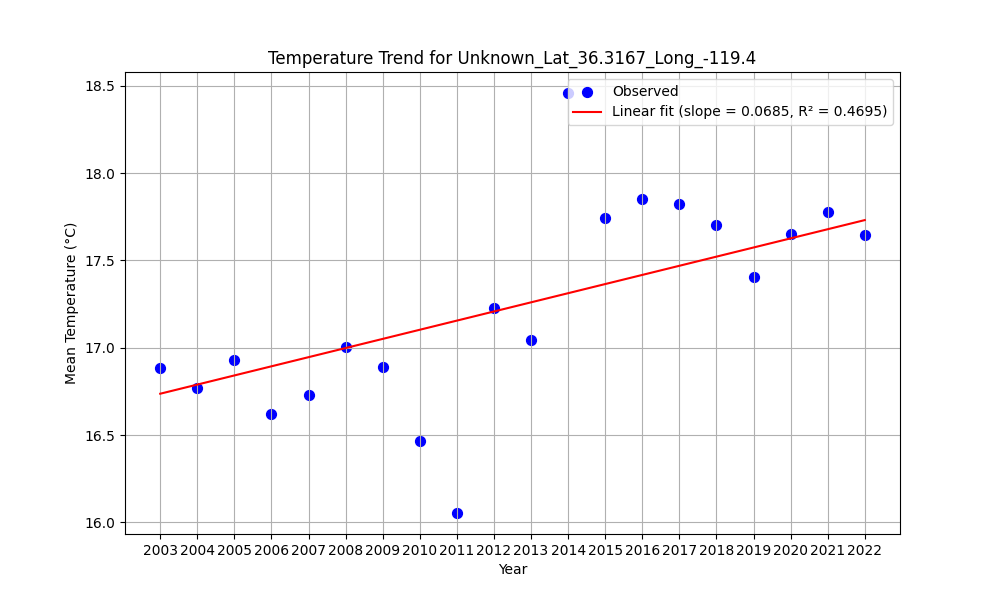 Temperature Trend for Unknown_Lat_36.3167_Long_-119.4
Observed
Linear fit (slope = 0.0685, R² = 0.4695)
18.5
18.0
17.5
17.0
16.5
16.0
Mean Temperature (°C)
2003 2004 2005 2006 2007 2008 2009 2010 2011 2012 2013 2014 2015 2016 2017 2018 2019 2020 2021 2022
Year